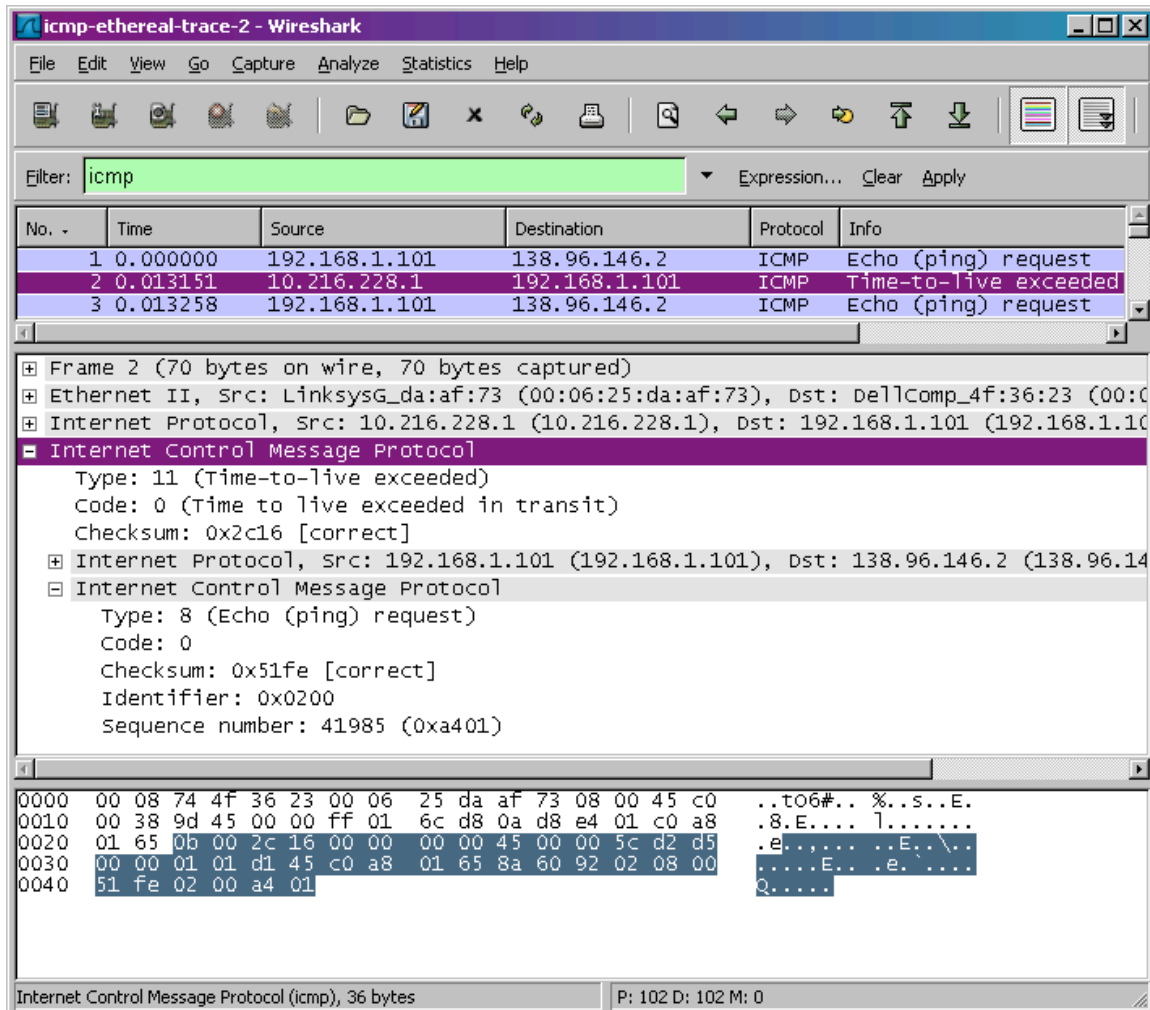 icmp-ethereal-trace-2 - Wireshark
File Edit View Go Capture Analyze Statistics Help
Filter: icmp Expression... Clear Apply
No. Time Source Destination Protocol Info
1 0.000000 192.168.1.101 138.96.146.2 ICMP Echo (ping) request
2 0.013151 10.216.228.1 192.168.1.101 ICMP Time-to-live exceeded
3 0.013258 192.168.1.101 138.96.146.2 ICMP Echo (ping) request
Frame 2 (70 bytes on wire, 70 bytes captured)
Ethernet II, Src: LinksysG_da:af:73 (00:06:25:da:af:73), Dst: DellComp_4f:36:23 (00:0
Internet Protocol, Src: 10.216.228.1 (10.216.228.1), Dst: 192.168.1.101 (192.168.1.10
Internet Control Message Protocol
Type: 11 (Time-to-live exceeded)
Code: 0 (Time to live exceeded in transit)
Checksum: 0x2c16 [correct]
Internet Protocol, Src: 192.168.1.101 (192.168.1.101), Dst: 138.96.146.2 (138.96.14
Internet Control Message Protocol
Type: 8 (Echo (ping) request)
Code: 0
Checksum: 0x51fe [correct]
Identifier: 0x0200
Sequence number: 41985 (0xa401)
0000 00 08 74 4f 36 23 00 06 25 da af 73 08 00 45 c0 ..tO6#.. %..s..E.
0010 00 38 9d 45 00 00 ff 01 6c d8 0a d8 e4 01 c0 a8 .8.E.... l.......
0020 01 65 0b 00 2c 16 00 00 00 00 45 00 00 5c d2 d5 .e..,... ..E..\..
0030 00 00 01 01 d1 45 c0 a8 01 65 8a 60 92 02 08 00 .....E.. .e.`....
0040 51 fe 02 00 a4 01 Q.....
Internet Control Message Protocol (icmp), 36 bytes P: 102 D: 102 M: 0